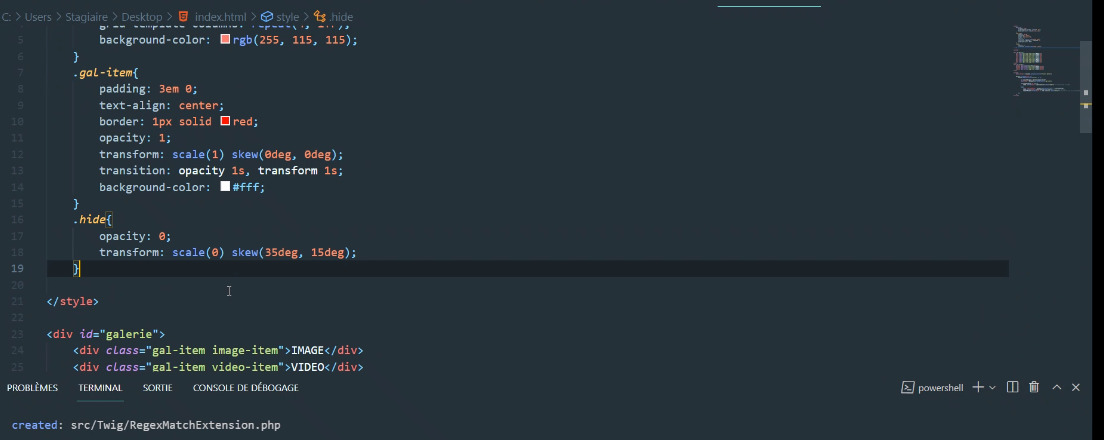 C: > Users > Stagiaire > Desktop > index.html > style > .hide
5 background-color: rgb(255, 115, 115);
6 }
7 .gal-item{
8 padding: 3em 0;
9 text-align: center;
10 border: 1px solid red;
11 opacity: 1;
12 transform: scale(1) skew(0deg, 0deg);
13 transition: opacity 1s, transform 1s;
14 background-color: #fff;
15 }
16 .hide{
17 opacity: 0;
18 transform: scale(0) skew(35deg, 15deg);
19 }
20
21 </style>
22
23 <div id="galerie">
24 <div class="gal-item image-item">IMAGE</div>
25 <div class="gal-item video-item">VIDEO</div>
PROBLÈMES TERMINAL SORTIE CONSOLE DE DÉBOGAGE powershell
created: src/Twig/RegexMatchExtension.php